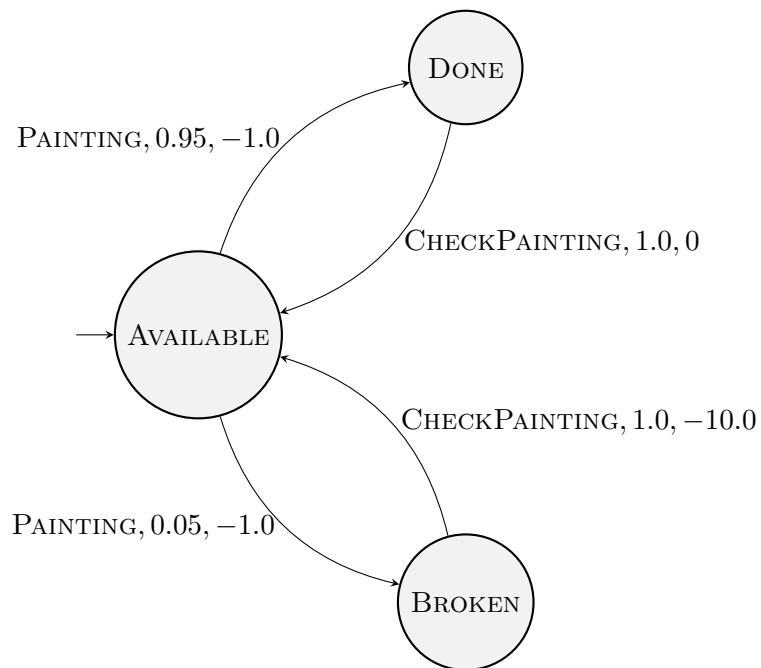 DONE
PAINTING, 0.95, −1.0
CHECKPAINTING, 1.0, 0
AVAILABLE
CHECKPAINTING, 1.0, −10.0
PAINTING, 0.05, −1.0
BROKEN